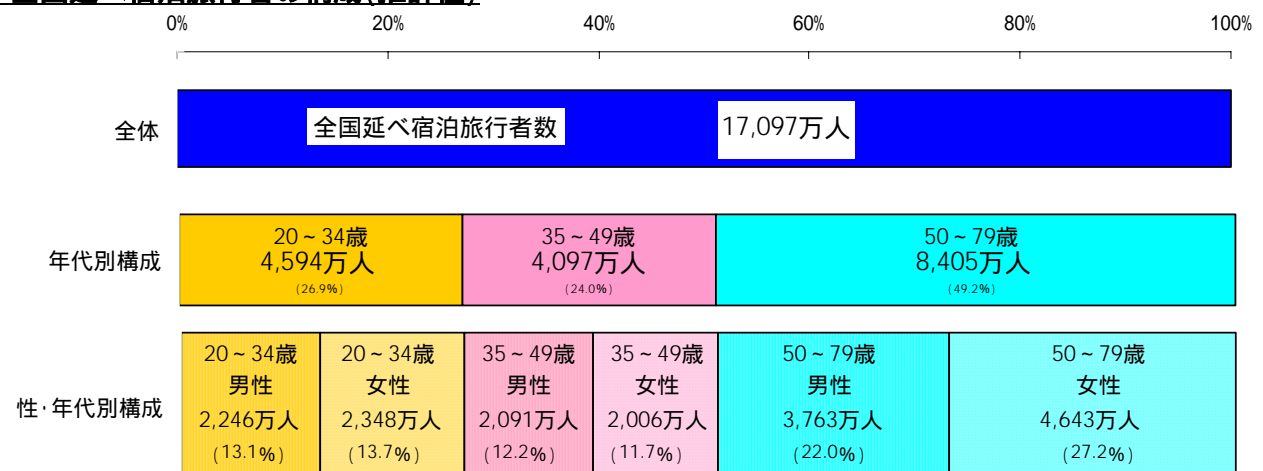 0% 20% 40% 60% 80% 100%
全体 全国延べ宿泊旅行者数 17,097万人
年代別構成
20~34歳 35~49歳 50~79歳
4,594万人 4,097万人 8,405万人
(26.9%) (24.0%) (49.2%)
性・年代別構成
20~34歳 20~34歳 35~49歳 35~49歳 50~79歳 50~79歳
男性 女性 男性 女性 男性 女性
2,246万人 2,348万人 2,091万人 2,006万人 3,763万人 4,643万人
(13.1%) (13.7%) (12.2%) (11.7%) (22.0%) (27.2%)